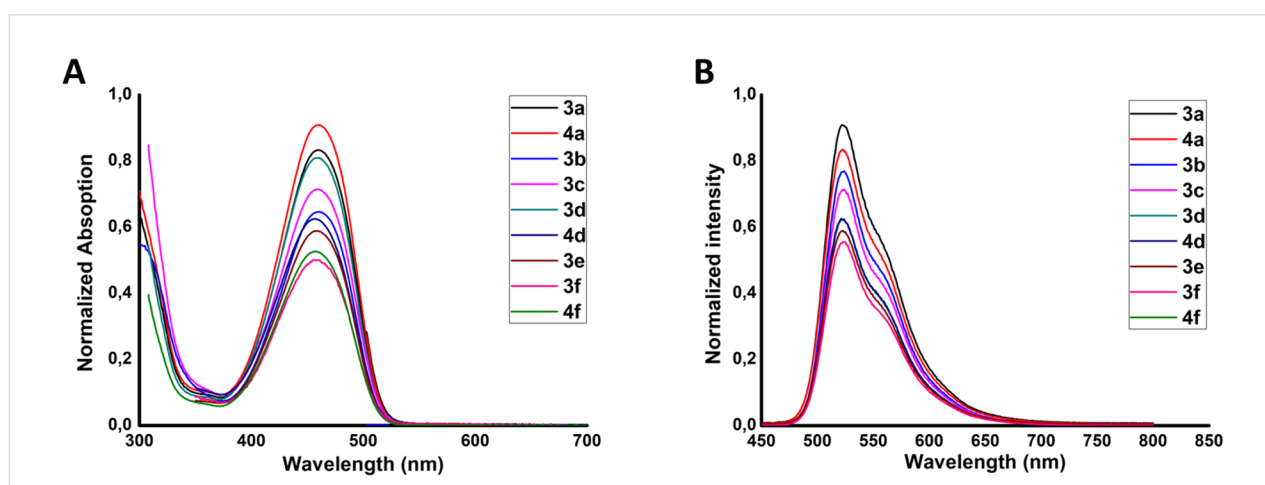 A
Normalized Absoption
1,0
0,8
0,6
0,4
0,2
0,0
300
400
500
600
700
Wavelength (nm)
3a
4a
3b
3c
3d
4d
3e
3f
4f
B
Normalized intensity
1,0
0,8
0,6
0,4
0,2
0,0
450
500
550
600
650
700
750
800
850
Wavelength (nm)
3a
4a
3b
3c
3d
4d
3e
3f
4f